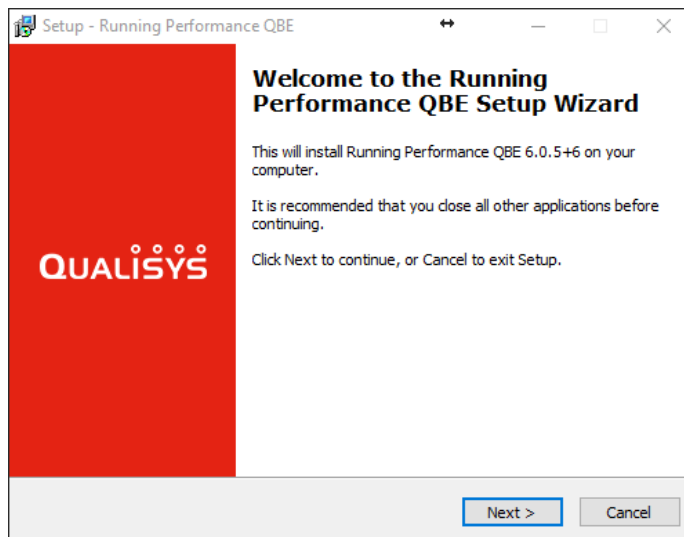 Setup - Running Performance QBE
Welcome to the Running
Performance QBE Setup Wizard
This will install Running Performance QBE 6.0.5+6 on your
computer.
It is recommended that you close all other applications before
continuing.
Click Next to continue, or Cancel to exit Setup.
QUALISYS
Next >
Cancel